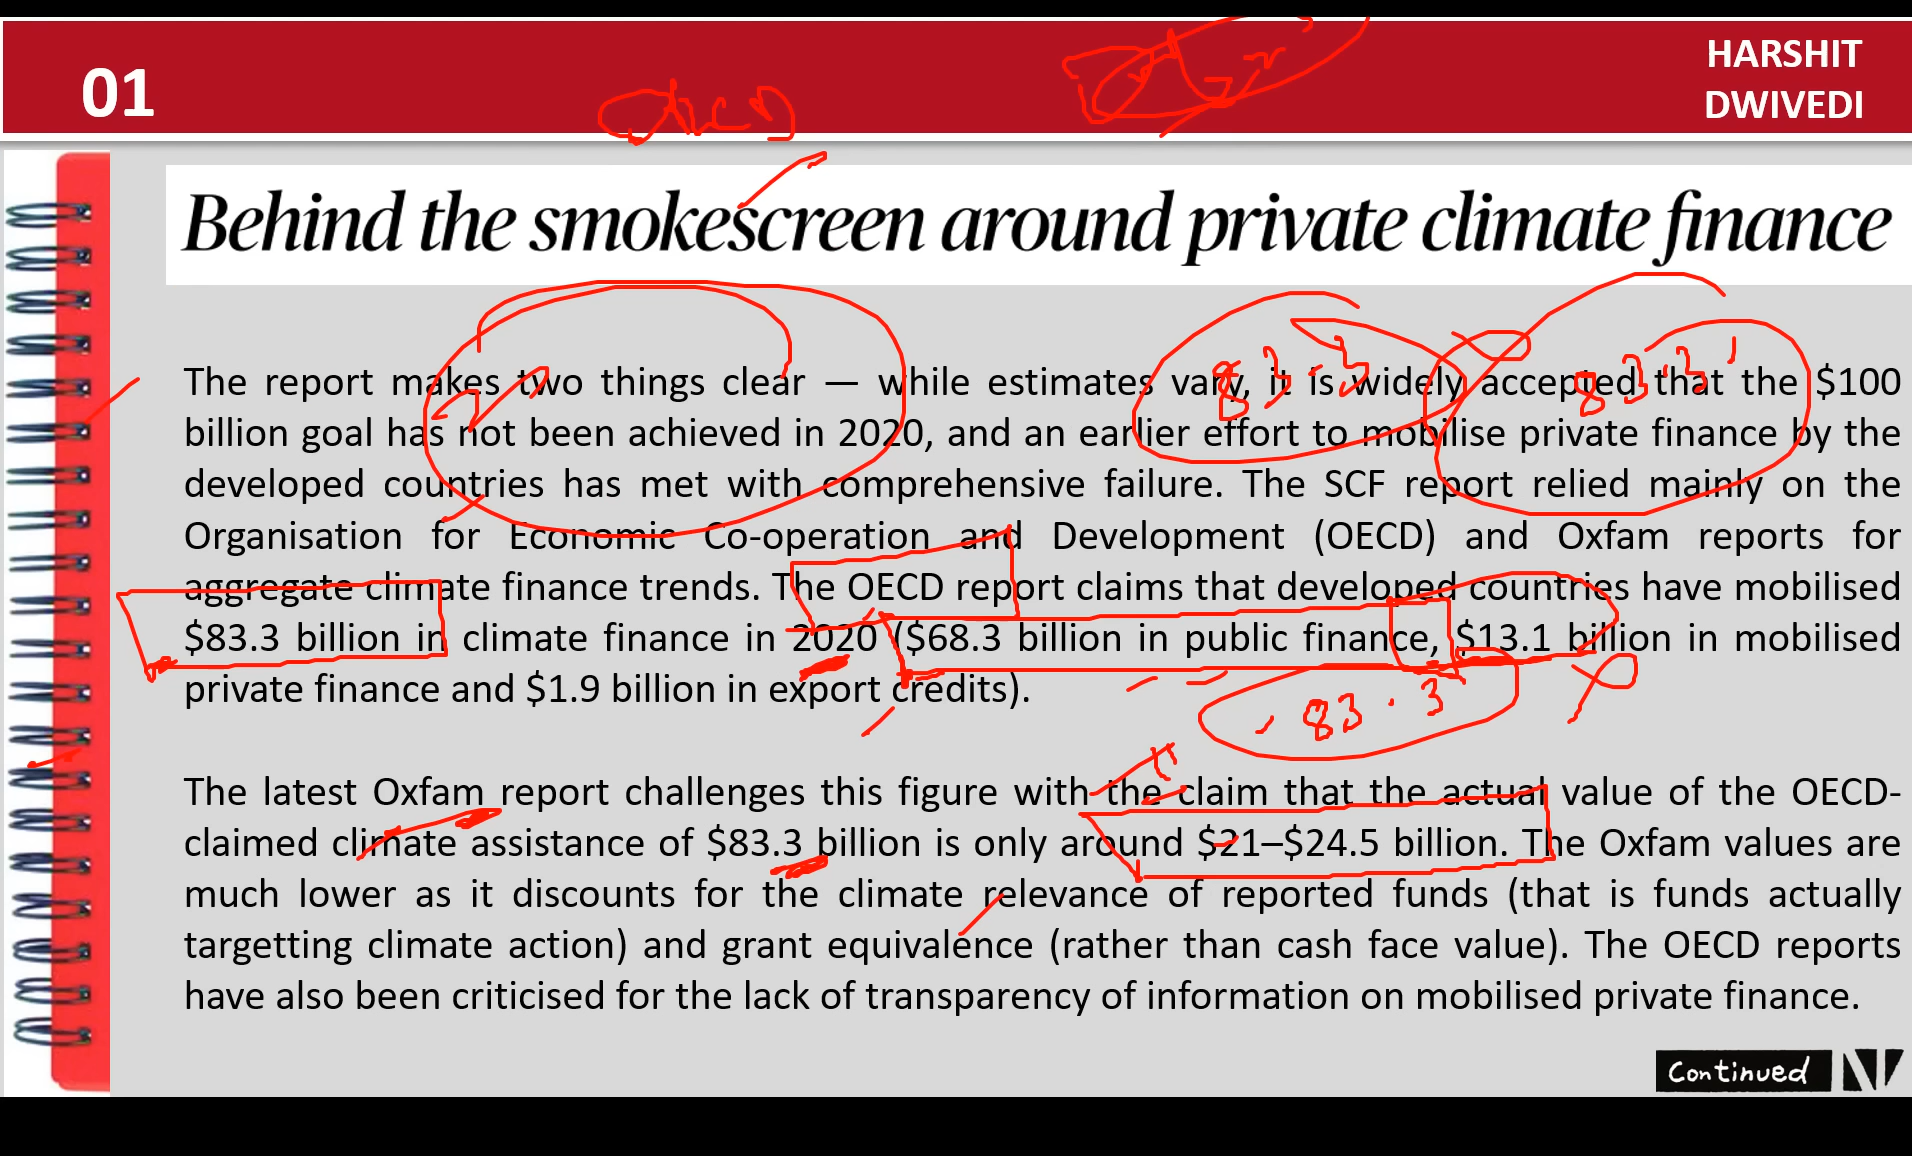 01
HARSHIT
DWIVEDI
OECD
Behind the smokescreen around private climate finance
83.3
83.3
The report makes two things clear — while estimates vary, it is widely accepted that the $100
billion goal has not been achieved in 2020, and an earlier effort to mobilise private finance by the
developed countries has met with comprehensive failure. The SCF report relied mainly on the
Organisation for Economic Co-operation and Development (OECD) and Oxfam reports for
aggregate climate finance trends. The OECD report claims that developed countries have mobilised
$83.3 billion in climate finance in 2020 ($68.3 billion in public finance, $13.1 billion in mobilised
private finance and $1.9 billion in export credits).
83.3
The latest Oxfam report challenges this figure with the claim that the actual value of the OECD-
claimed climate assistance of $83.3 billion is only around $21–$24.5 billion. The Oxfam values are
much lower as it discounts for the climate relevance of reported funds (that is funds actually
targetting climate action) and grant equivalence (rather than cash face value). The OECD reports
have also been criticised for the lack of transparency of information on mobilised private finance.
Continued